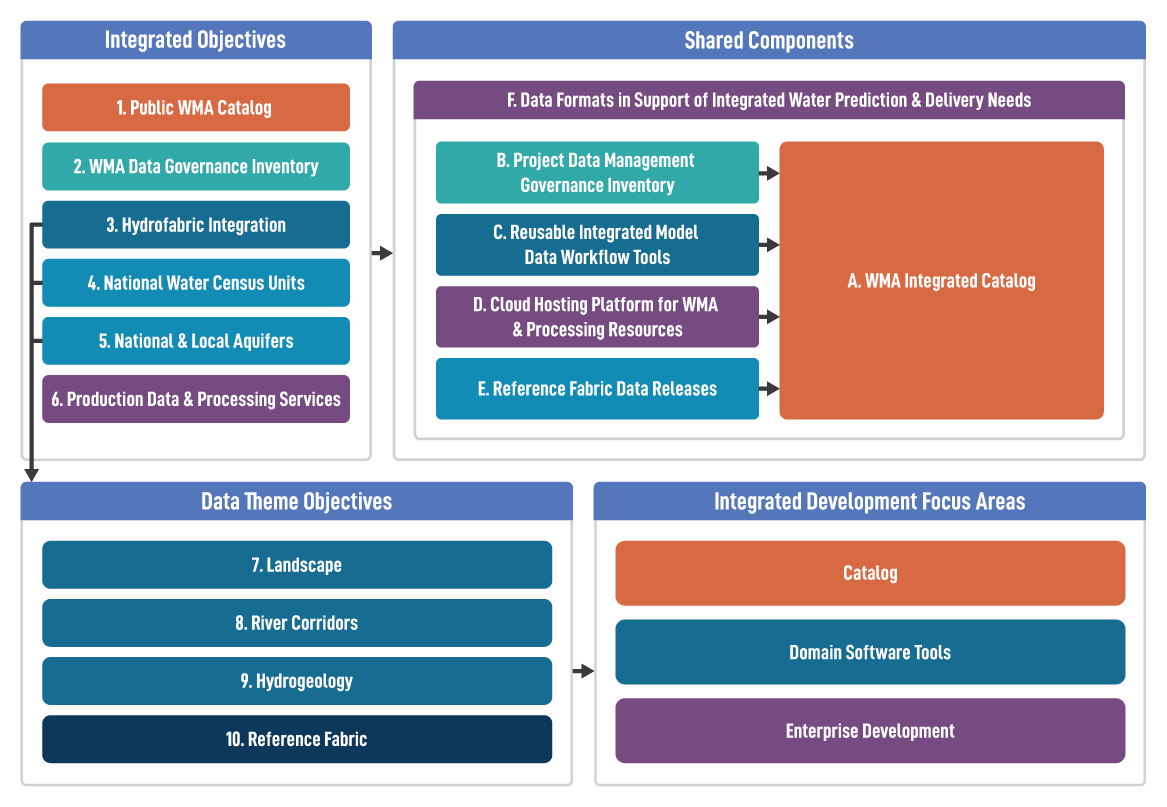 Integrated Objectives
1. Public WMA Catalog
2. WMA Data Governance Inventory
3. Hydrofabric Integration
4. National Water Census Units
5. National & Local Aquifers
6. Production Data & Processing Services
Shared Components
F. Data Formats in Support of Integrated Water Prediction & Delivery Needs
B. Project Data Management
Governance Inventory
C. Reusable Integrated Model
Data Workflow Tools
D. Cloud Hosting Platform for WMA
& Processing Resources
E. Reference Fabric Data Releases
A. WMA Integrated Catalog
Data Theme Objectives
7. Landscape
8. River Corridors
9. Hydrogeology
10. Reference Fabric
Integrated Development Focus Areas
Catalog
Domain Software Tools
Enterprise Development